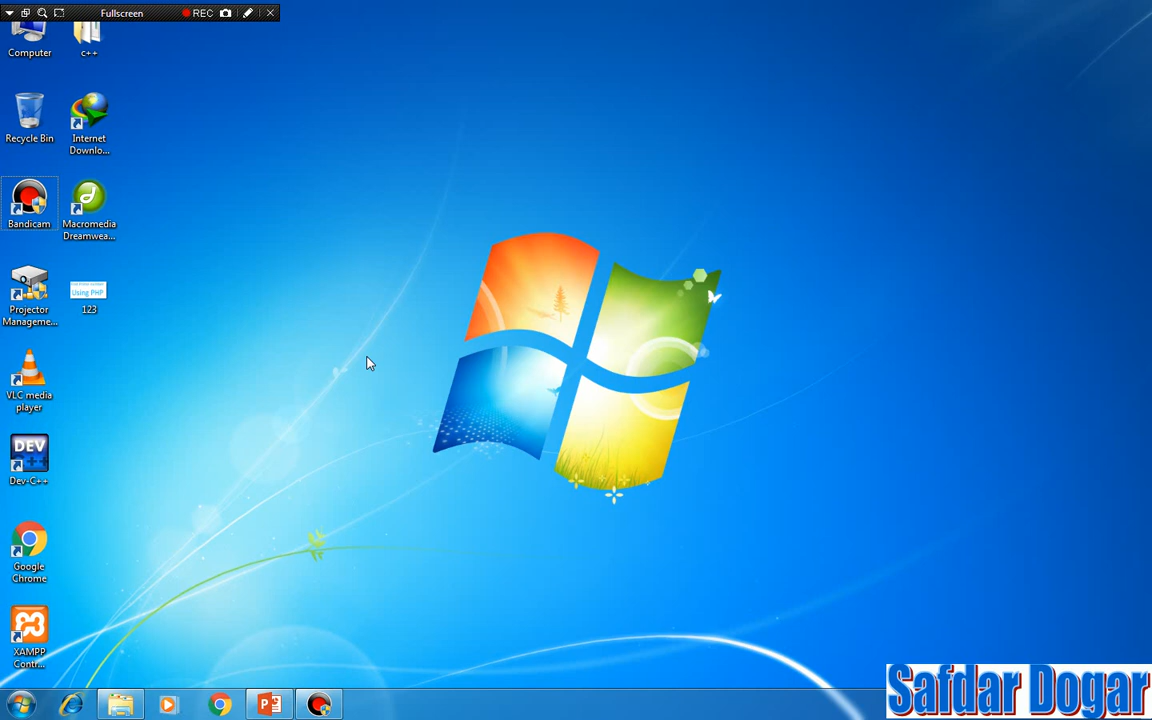 Fullscreen
REC
Computer
c++
Recycle Bin
Internet
Downlo...
Bandicam
Macromedia
Dreamwea...
Projector
Manageme...
Using PHP
123
VLC media
player
DEV
Dev-C++
Google
Chrome
XAMPP
Contr...
Safdar Dogar